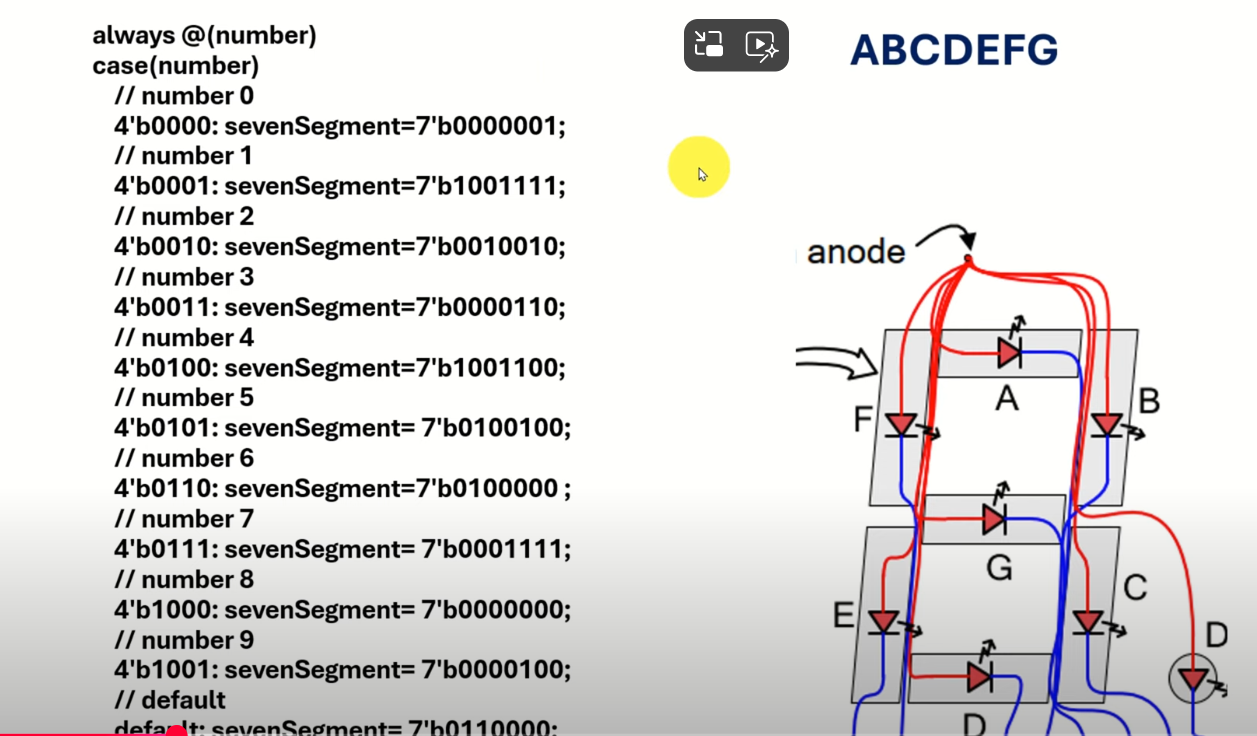 always @(number)
case(number)
// number 0
4'b0000: sevenSegment=7'b0000001;
// number 1
4'b0001: sevenSegment=7'b1001111;
// number 2
4'b0010: sevenSegment=7'b0010010;
// number 3
4'b0011: sevenSegment=7'b0000110;
// number 4
4'b0100: sevenSegment=7'b1001100;
// number 5
4'b0101: sevenSegment= 7'b0100100;
// number 6
4'b0110: sevenSegment=7'b0100000 ;
// number 7
4'b0111: sevenSegment= 7'b0001111;
// number 8
4'b1000: sevenSegment= 7'b0000000;
// number 9
4'b1001: sevenSegment= 7'b0000100;
// default
default: sevenSegment= 7'b0110000;
ABCDEFG
anode
A
F
B
G
E
C
D
D